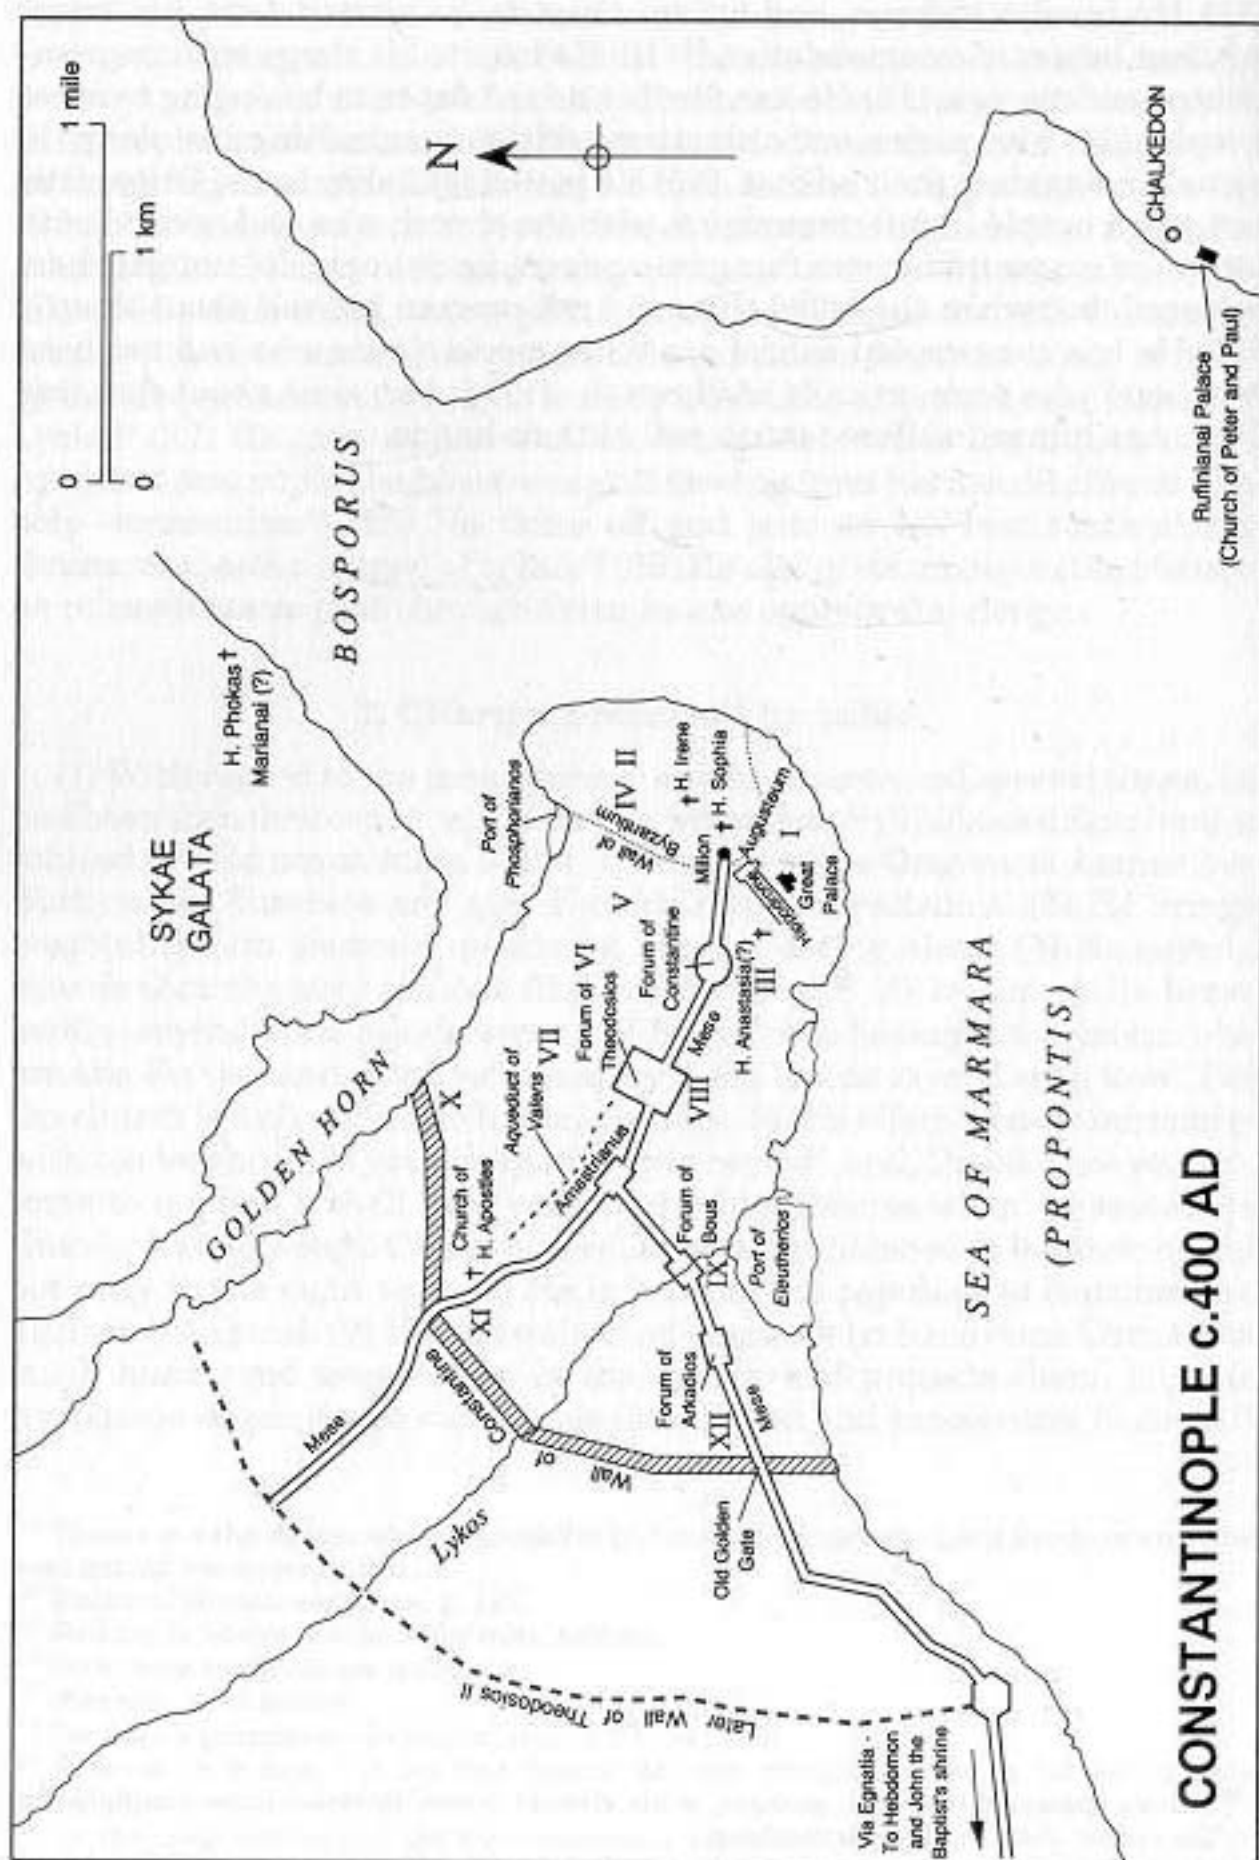 0
1 mile
0
1 km
N
SYKAE
GALATA
H. Phokas
Marianai (?)
BOSPORUS
GOLDEN HORN
Port of
Phosphorianos
Wall of
Byzantium
IV
II
H. Irene
H. Sophia
Milion
Augusteum
I
Hippodrome
Great
Palace
V
Forum of
Constantine
H. Anastasia(?)
III
Mese
Forum of
Theodosios
VI
VII
VIII
Aqueduct of
Valens
Amastrianus
X
Church of
H. Apostles
XI
Forum of
Bous
IX
Port of
Eleutherios
Forum of
Arkadios
XII
Mese
Wall of Constantine
Mese
Lykos
Old Golden
Gate
Later Wall of Theodosios II
Via Egnatia -
To Hebdomon
and John the
Baptist's shrine
SEA OF MARMARA
(PROPONTIS)
CHALKEDON
Ruffinianai Palace
(Church of Peter and Paul)
CONSTANTINOPLE c.400 AD